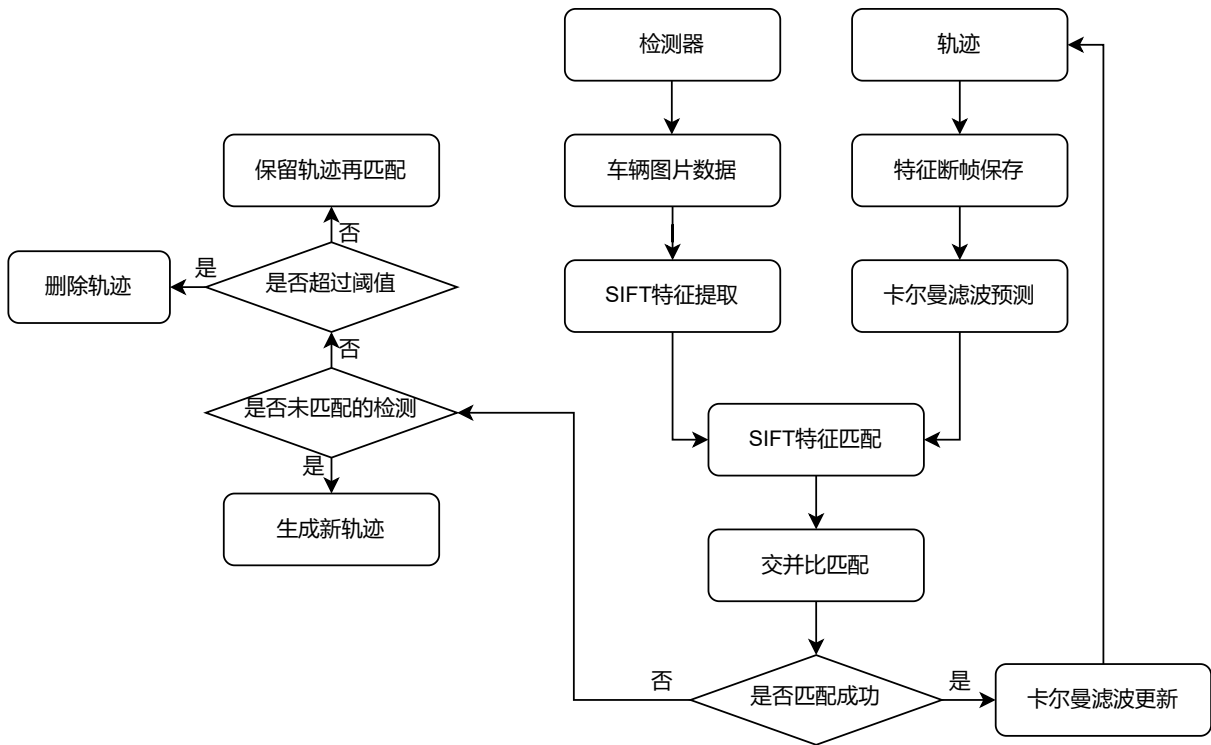 检测器
轨迹
保留轨迹再匹配
车辆图片数据
特征断帧保存
否
是
删除轨迹
是否超过阈值
SIFT特征提取
卡尔曼滤波预测
否
是否未匹配的检测
SIFT特征匹配
是
生成新轨迹
交并比匹配
否
是否匹配成功
是
卡尔曼滤波更新